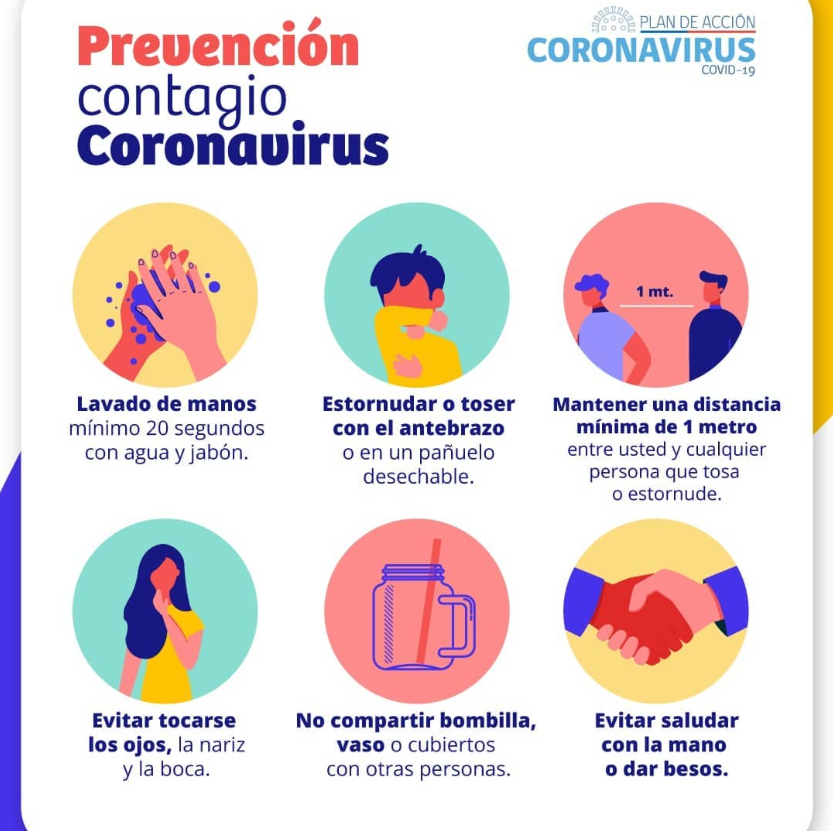 Prevención
contagio
Coronavirus
PLAN DE ACCIÓN
CORONAVIRUS
COVID-19
1 mt.
Lavado de manos
mínimo 20 segundos
con agua y jabón.
Estornudar o toser
con el antebrazo
o en un pañuelo
desechable.
Mantener una distancia
mínima de 1 metro
entre usted y cualquier
persona que tosa
o estornude.
Evitar tocarse
los ojos, la nariz
y la boca.
No compartir bombilla,
vaso o cubiertos
con otras personas.
Evitar saludar
con la mano
o dar besos.